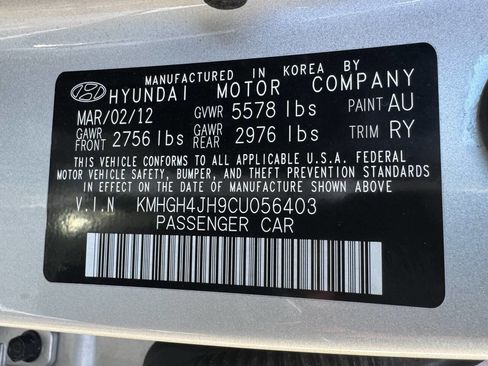 MANUFACTURED IN KOREA BY
HYUNDAI MOTOR COMPANY
MAR/02/12 GVWR 5578 lbs PAINT AU
GAWR FRONT 2756 lbs GAWR REAR 2976 lbs TRIM RY
THIS VEHICLE CONFORMS TO ALL APPLICABLE U.S.A. FEDERAL
MOTOR VEHICLE SAFETY, BUMPER, AND THEFT PREVENTION STANDARDS
IN EFFECT ON THE DATE OF MANUFACTURE SHOWN ABOVE
V.I.N KMHGH4JH9CU056403
PASSENGER CAR